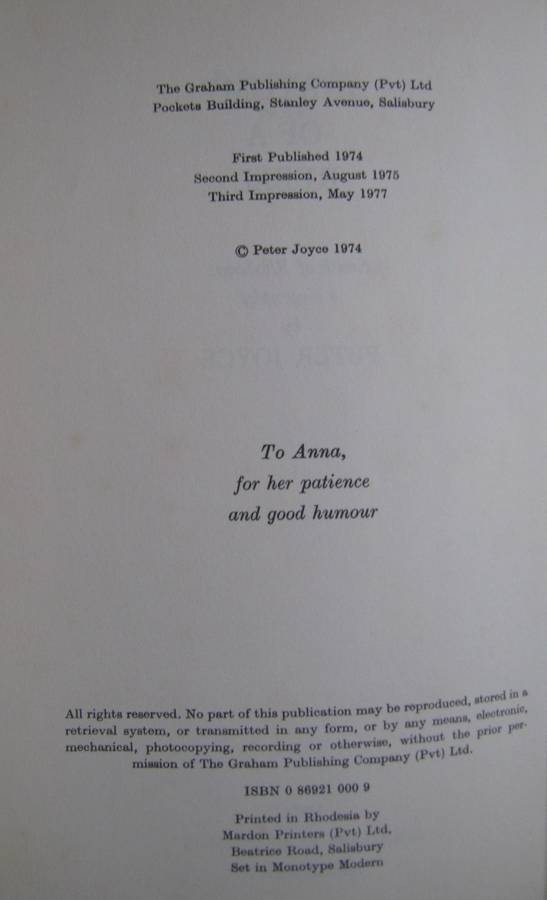 The Graham Publishing Company (Pvt) Ltd
Pockets Building, Stanley Avenue, Salisbury
First Published 1974
Second Impression, August 1975
Third Impression, May 1977
© Peter Joyce 1974
PETER JOYCE
To Anna,
for her patience
and good humour
All rights reserved. No part of this publication may be reproduced, stored in a
retrieval system, or transmitted in any form, or by any means, electronic,
mechanical, photocopying, recording or otherwise, without the prior per-
mission of The Graham Publishing Company (Pvt) Ltd.
ISBN 0 86921 000 9
Printed in Rhodesia by
Mardon Printers (Pvt) Ltd,
Beatrice Road, Salisbury
Set in Monotype Modern